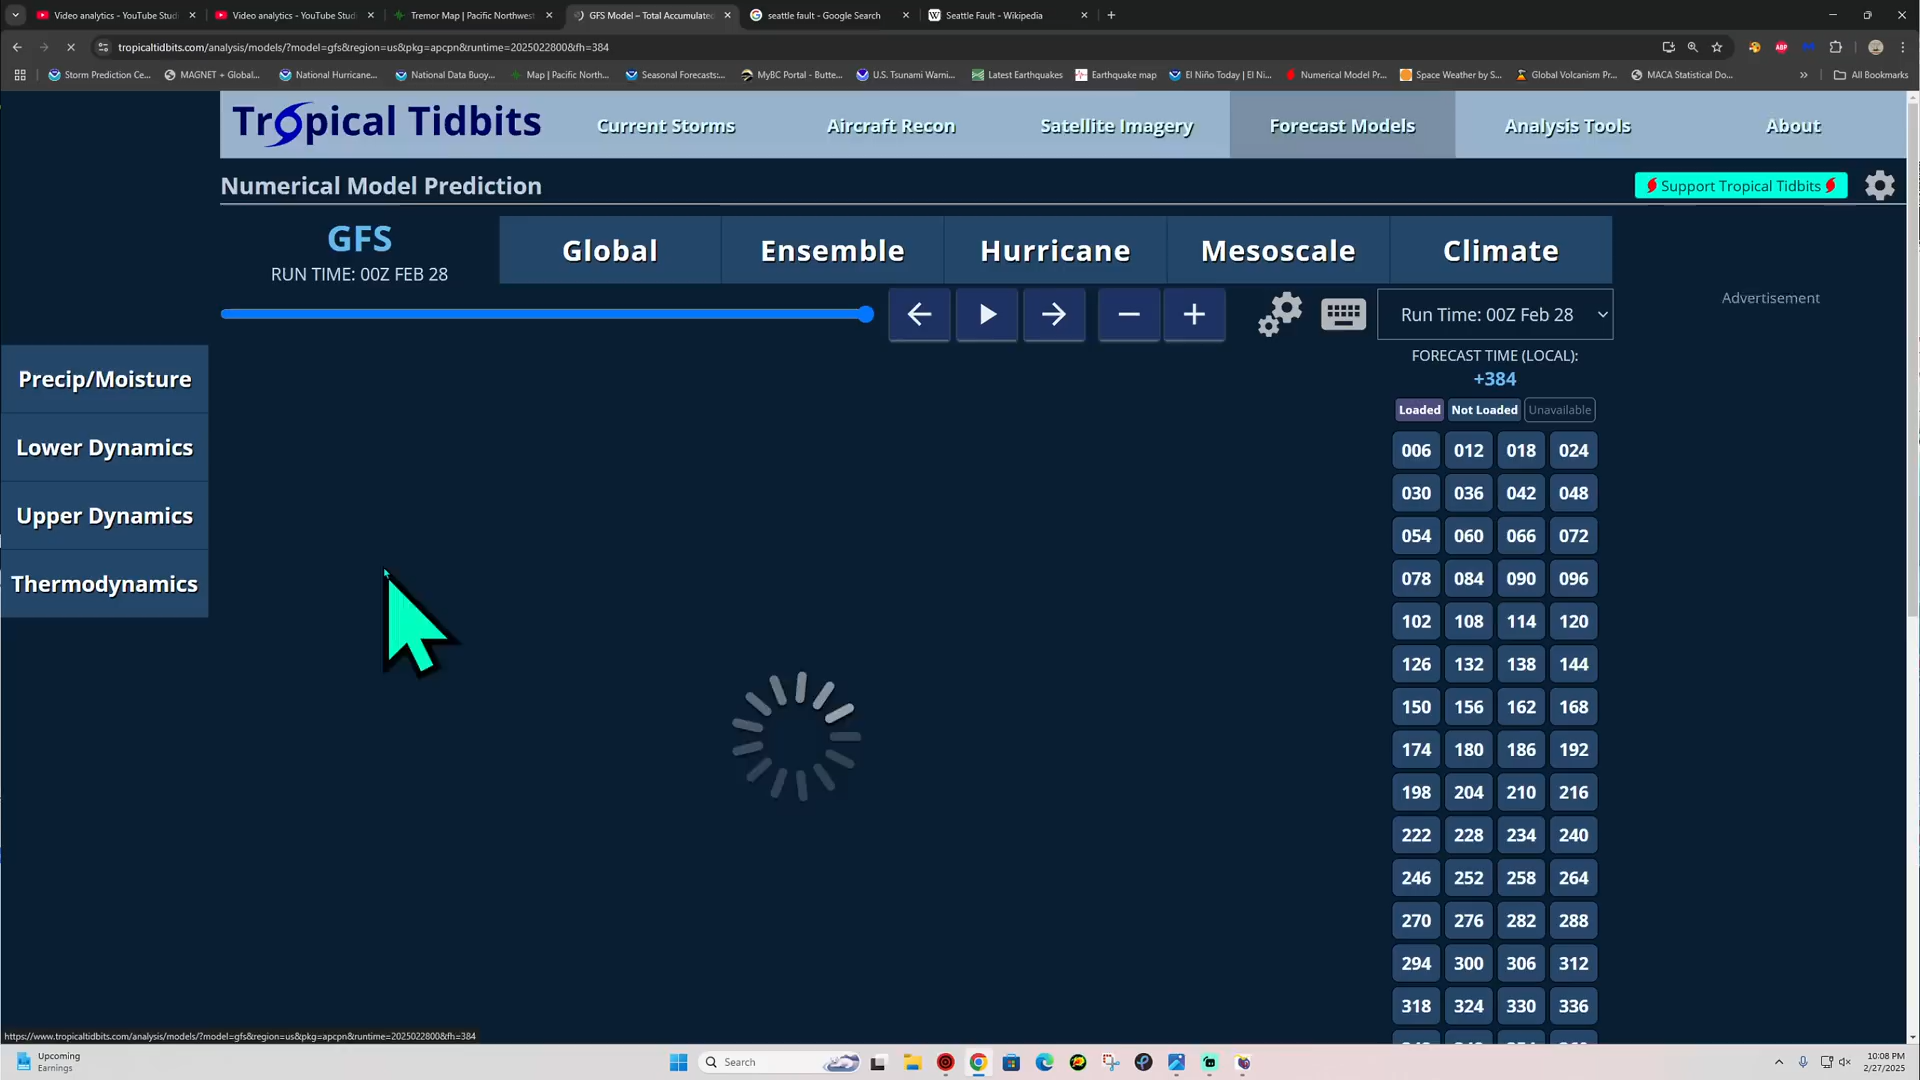 Video analytics - YouTube Studi
Video analytics - YouTube Studi
Tremor Map | Pacific Northwest
GFS Model – Total Accumulated
seattle fault - Google Search
Seattle Fault - Wikipedia
tropicaltidbits.com/analysis/models/?model=gfs&region=us&pkg=apcpn&runtime=2025022800&fh=384
ABP
Storm Prediction Ce...
MAGNET + Global...
National Hurricane...
National Data Buoy...
Map | Pacific North...
Seasonal Forecasts:...
MyBC Portal - Butte...
U.S. Tsunami Warni...
Latest Earthquakes
Earthquake map
El Niño Today | El Ni...
Numerical Model Pr...
Space Weather by S...
Global Volcanism Pr...
MACA Statistical Do...
All Bookmarks
Tropical Tidbits
Current Storms
Aircraft Recon
Satellite Imagery
Forecast Models
Analysis Tools
About
Numerical Model Prediction
Support Tropical Tidbits
GFS
RUN TIME: 00Z FEB 28
Global
Ensemble
Hurricane
Mesoscale
Climate
Run Time: 00Z Feb 28
Advertisement
FORECAST TIME (LOCAL):
+384
Loaded Not Loaded Unavailable
Precip/Moisture
Lower Dynamics
Upper Dynamics
Thermodynamics
006 012 018 024
030 036 042 048
054 060 066 072
078 084 090 096
102 108 114 120
126 132 138 144
150 156 162 168
174 180 186 192
198 204 210 216
222 228 234 240
246 252 258 264
270 276 282 288
294 300 306 312
318 324 330 336
https://www.tropicaltidbits.com/analysis/models/?model=gfs&region=us&pkg=apcpn&runtime=2025022800&fh=384
Upcoming
Earnings
Search
10:08 PM
2/27/2025